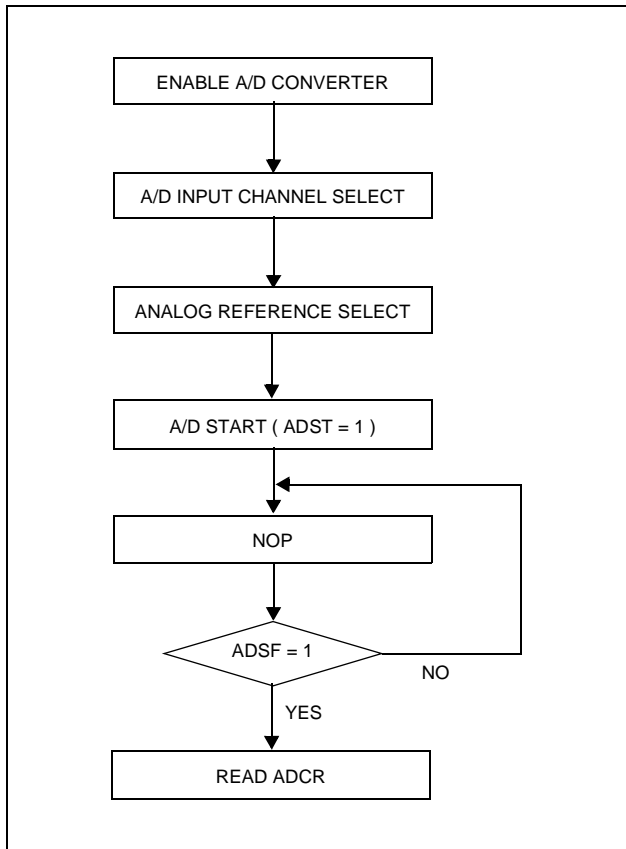 ENABLE A/D CONVERTER
A/D INPUT CHANNEL SELECT
ANALOG REFERENCE SELECT
A/D START ( ADST = 1 )
NOP
ADSF = 1
NO
YES
READ ADCR